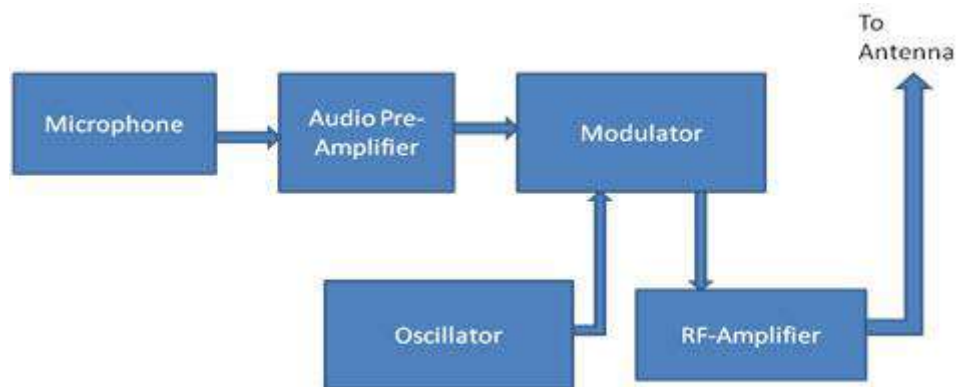 To
Antenna
Microphone
Audio Pre-
Amplifier
Modulator
Oscillator
RF-Amplifier